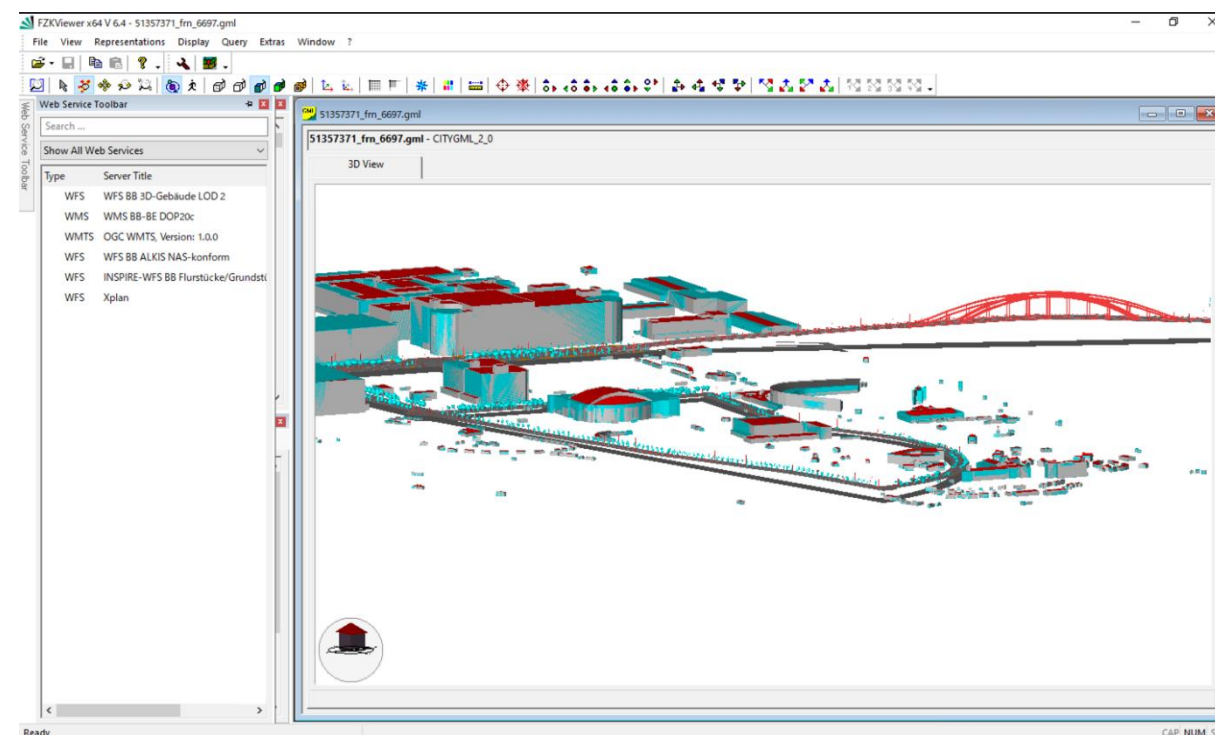 FZKViewer x64 V 6.4 - 51357371_frn_6697.gml
File View Representations Display Query Extras Window ?
Web Service Toolbar
Web Service Toolbar
Search ...
Show All Web Services
Type Server Title
WFS WFS BB 3D-Gebäude LOD 2
WMS WMS BB-BE DOP20c
WMTS OGC WMTS, Version: 1.0.0
WFS WFS BB ALKIS NAS-konform
WFS INSPIRE-WFS BB Flurstücke/Grundstü
WFS Xplan
GML 51357371_frn_6697.gml
51357371_frn_6697.gml - CITYGML_2_0
3D View
Ready
CAP NUM S